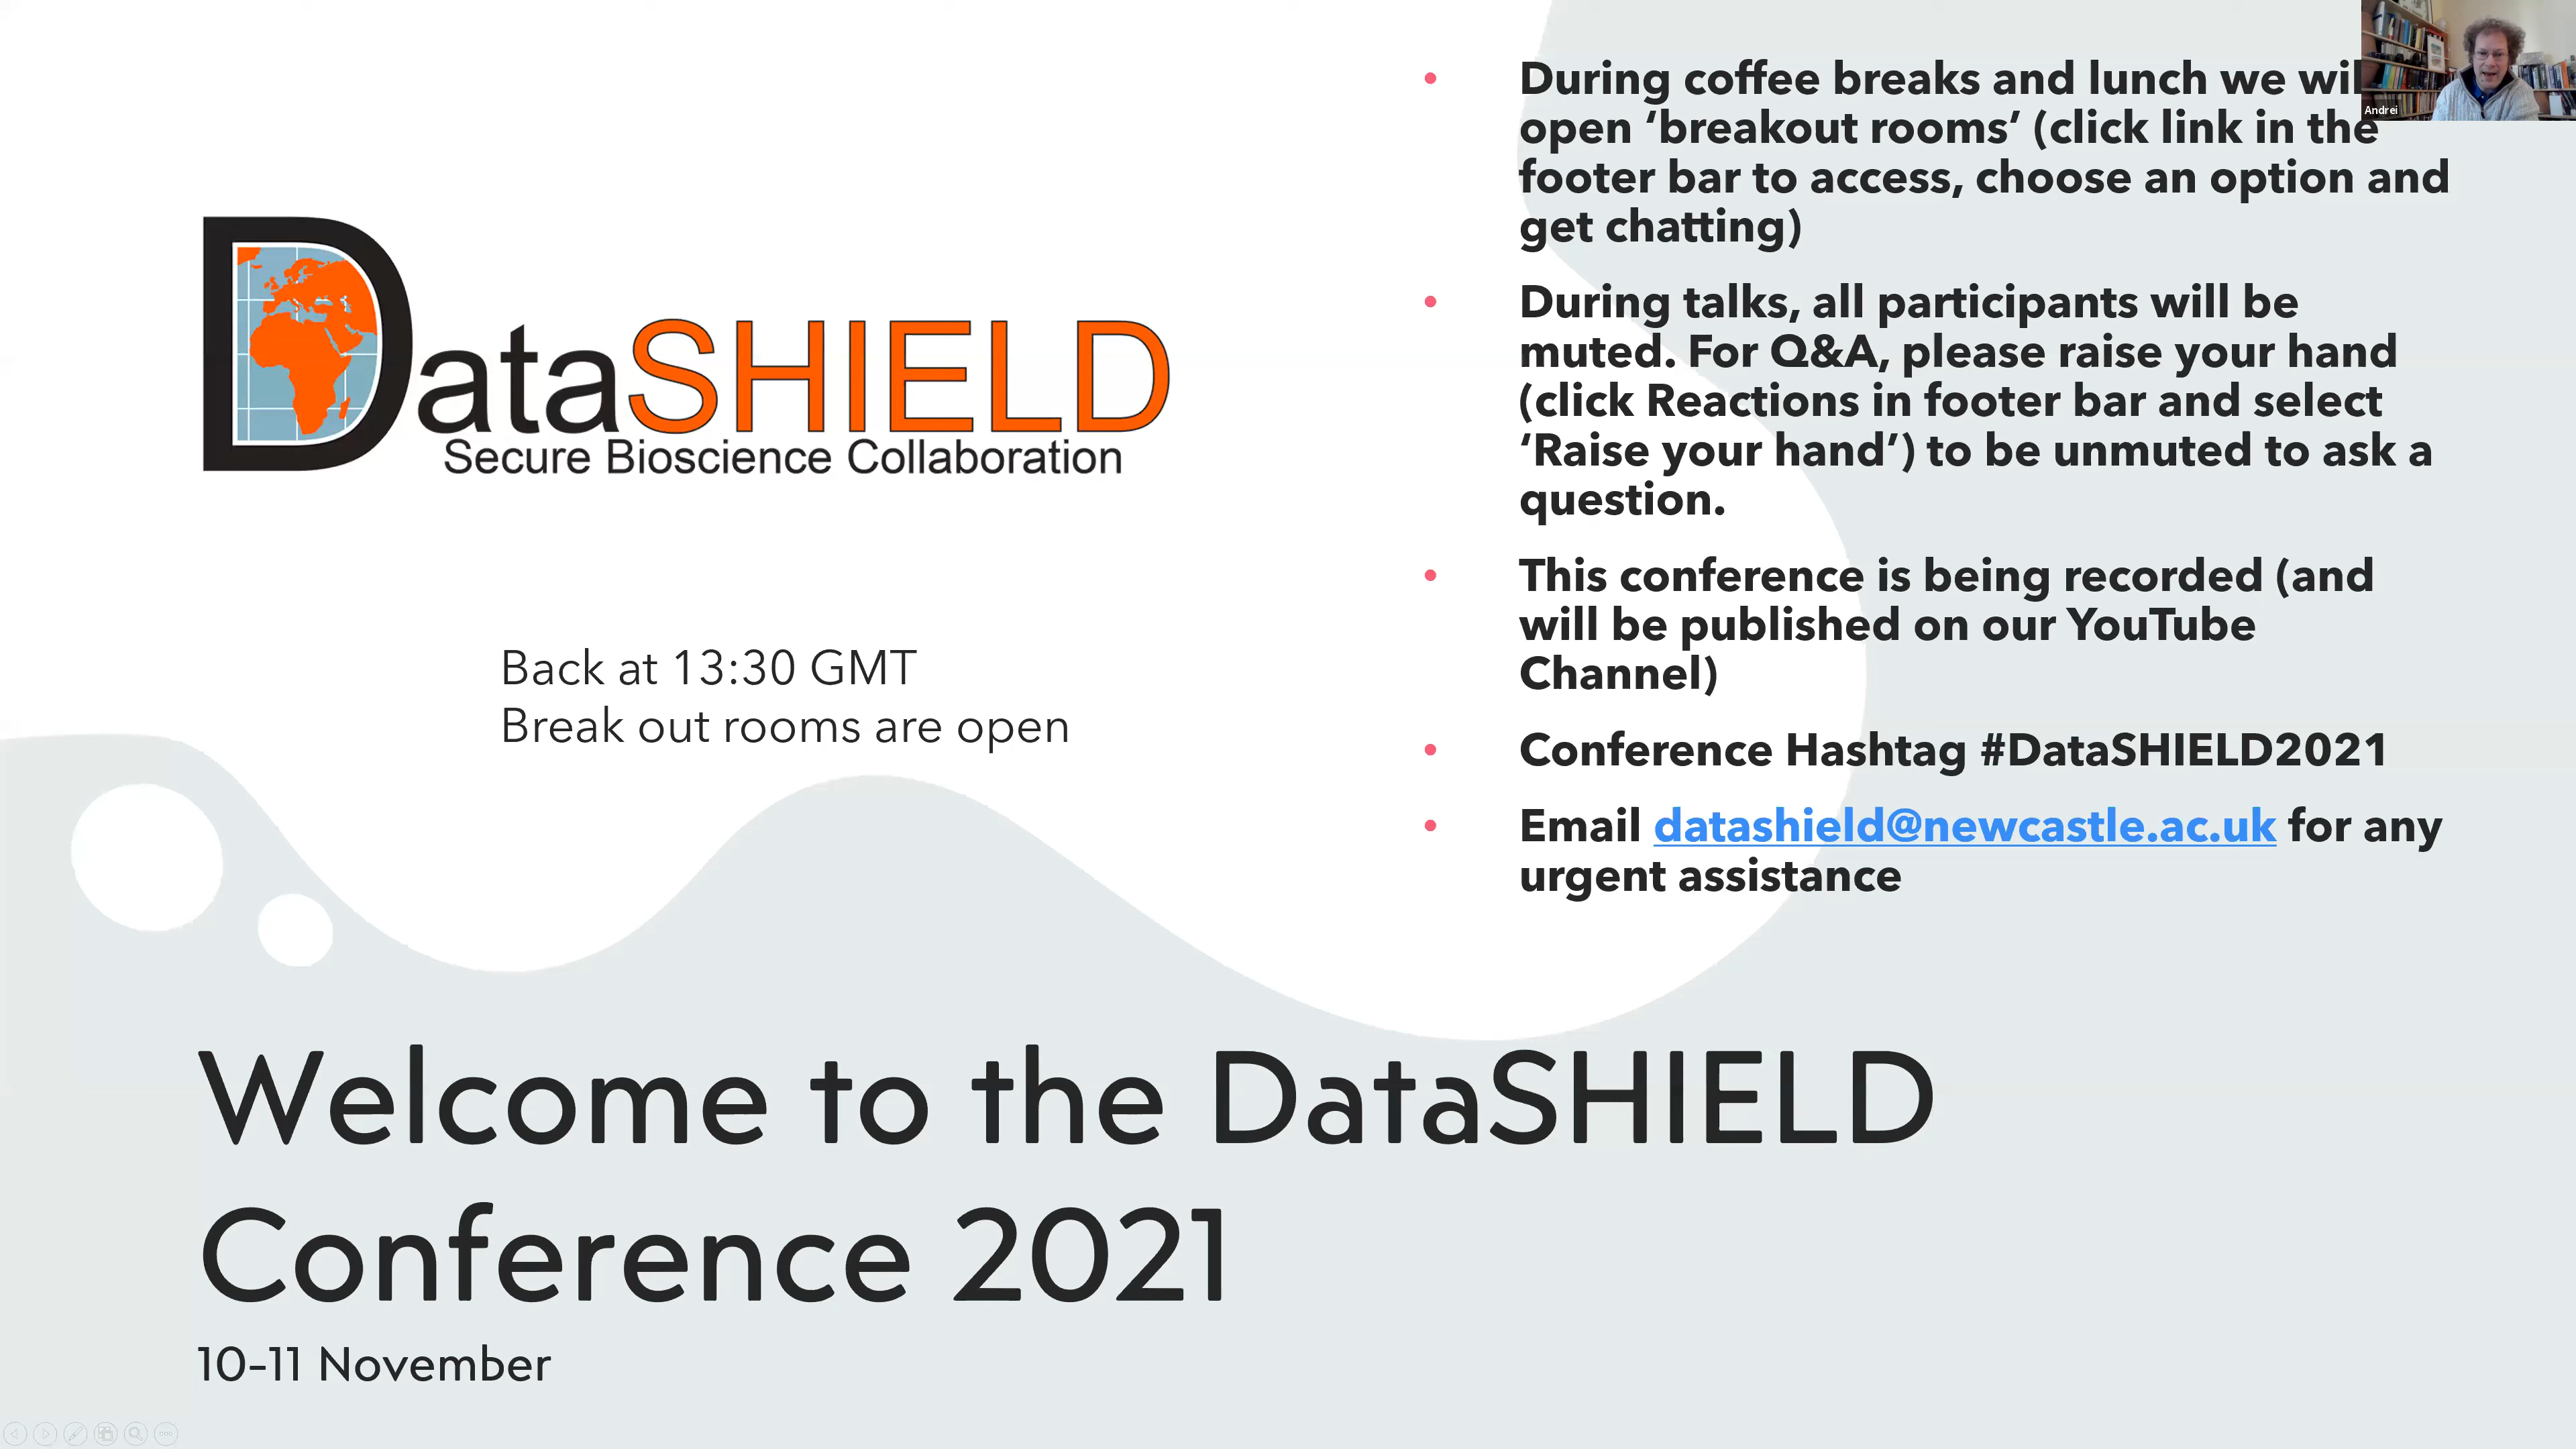 DataSHIELD
Secure Bioscience Collaboration
Back at 13:30 GMT
Break out rooms are open
• During coffee breaks and lunch we wil
open ‘breakout rooms’ (click link in the
footer bar to access, choose an option and
get chatting)
• During talks, all participants will be
muted. For Q&A, please raise your hand
(click Reactions in footer bar and select
‘Raise your hand’) to be unmuted to ask a
question.
• This conference is being recorded (and
will be published on our YouTube
Channel)
• Conference Hashtag #DataSHIELD2021
• Email datashield@newcastle.ac.uk for any
urgent assistance
Andrei
Welcome to the DataSHIELD
Conference 2021
10-11 November